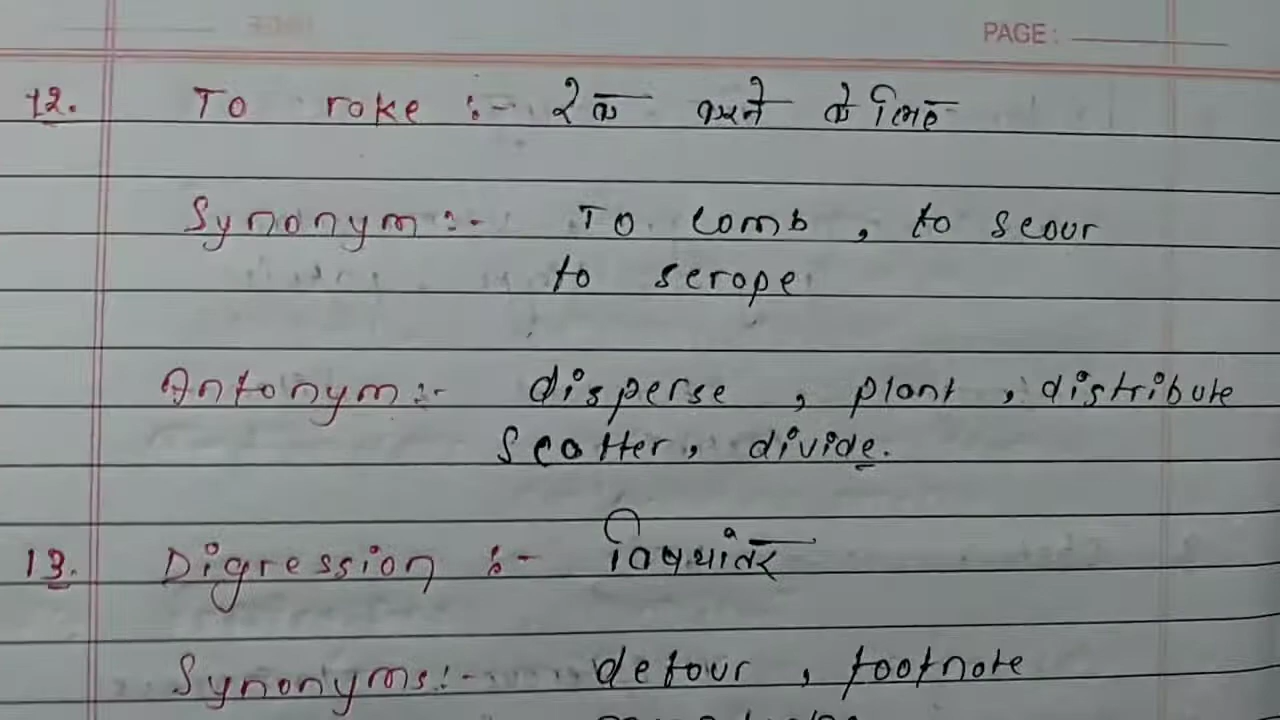 PAGE:
12. To rake :- रेक करने के लिए
Synonym :- To comb, to scour
to scrape
Antonym :- disperse, plant, distribute
scatter, divide.
13. Digression :- विषयांतर
Synonyms :- detour, footnote